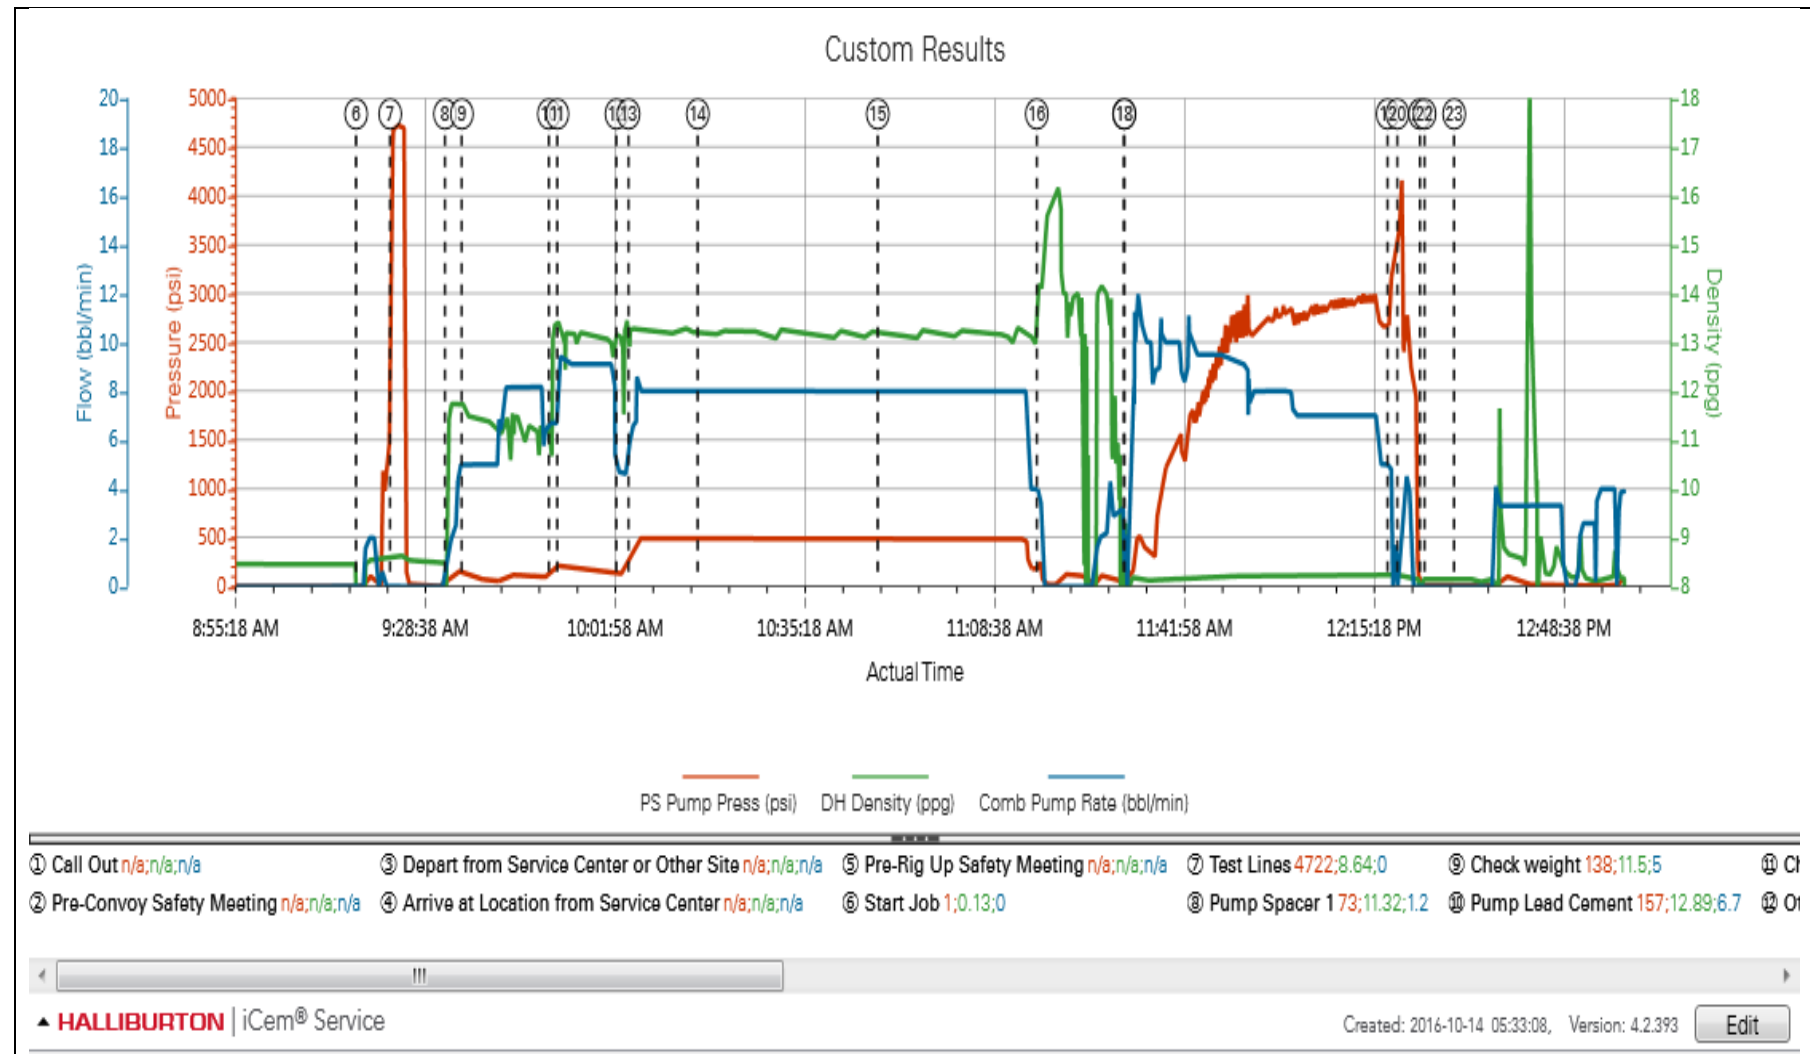 Custom Results
20 5000 6 7 8 9 11 13 14 15 16 18 20 22 23 18
18 4500 17
16 4000 16
14 3500 15
12 3000 14
10 2500 13
8 2000 12
6 1500 11
4 1000 10
2 500 9
0 0 8
Flow (bbl/min)
Pressure (psi)
Density (ppg)
8:55:18 AM 9:28:38 AM 10:01:58 AM 10:35:18 AM 11:08:38 AM 11:41:58 AM 12:15:18 PM 12:48:38 PM
Actual Time
PS Pump Press (psi) DH Density (ppg) Comb Pump Rate (bbl/min)
① Call Out n/a;n/a;n/a ③ Depart from Service Center or Other Site n/a;n/a;n/a ⑤ Pre-Rig Up Safety Meeting n/a;n/a;n/a ⑦ Test Lines 4722;8.64;0 ⑨ Check weight 138;11.5;5 ⑪ Ch
② Pre-Convoy Safety Meeting n/a;n/a;n/a ④ Arrive at Location from Service Center n/a;n/a;n/a ⑥ Start Job 1;0.13;0 ⑧ Pump Spacer 1 73;11.32;1.2 ⑩ Pump Lead Cement 157;12.89;6.7 ⑫ Ot
HALLIBURTON | iCem® Service
Created: 2016-10-14 05:33:08, Version: 4.2.393 Edit